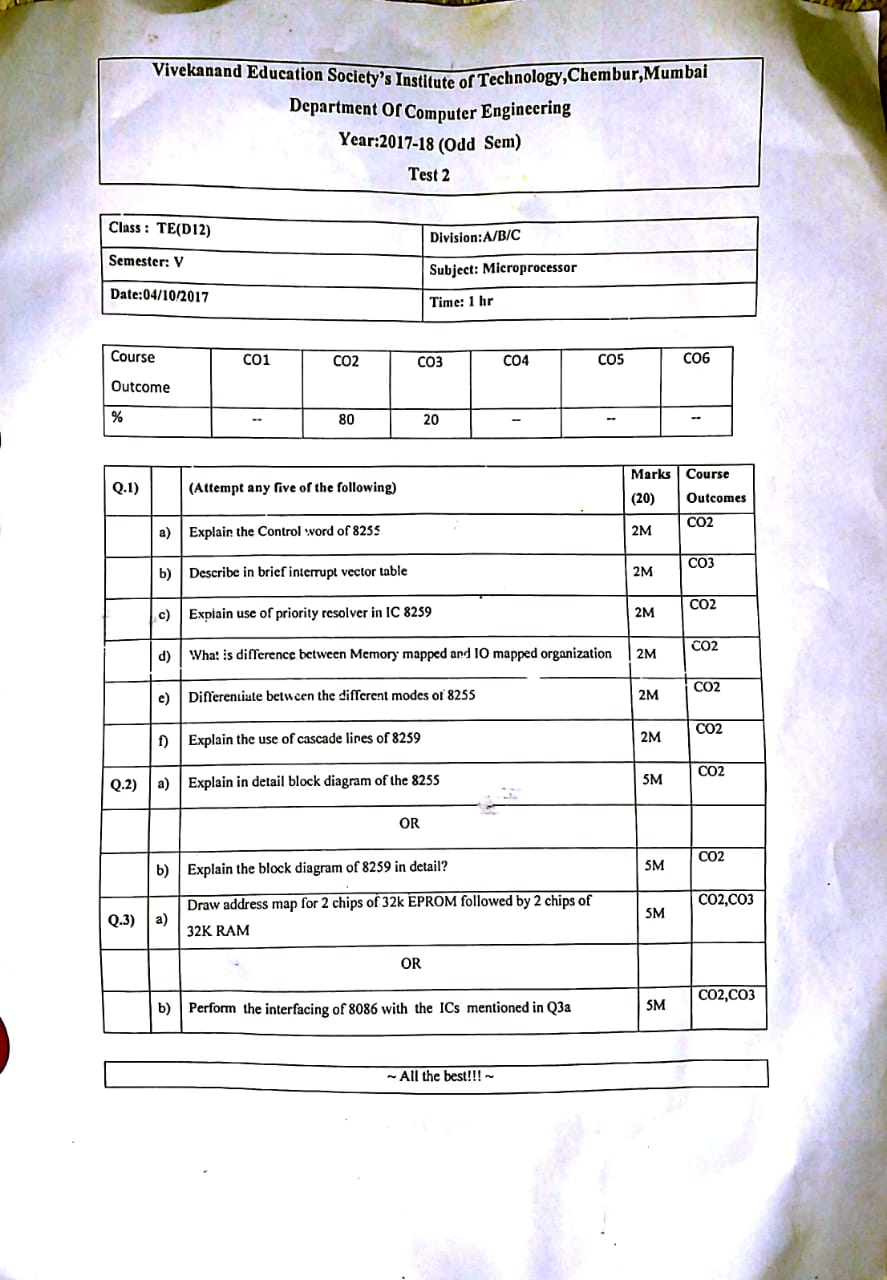 Vivekanand Education Society's Institute of Technology,Chembur,Mumbai
Department Of Computer Engineering
Year:2017-18 (Odd Sem)
Test 2
Class : TE(D12)
Division:A/B/C
Semester: V
Subject: Microprocessor
Date:04/10/2017
Time: 1 hr
Course Outcome CO1 CO2 CO3 CO4 CO5 CO6
% -- 80 20 -- -- --
Q.1) (Attempt any five of the following) Marks (20) Course Outcomes
a) Explain the Control word of 8255 2M CO2
b) Describe in brief interrupt vector table 2M CO3
c) Explain use of priority resolver in IC 8259 2M CO2
d) What is difference between Memory mapped and IO mapped organization 2M CO2
e) Differentiate between the different modes of 8255 2M CO2
f) Explain the use of cascade lines of 8259 2M CO2
Q.2) a) Explain in detail block diagram of the 8255 5M CO2
OR
b) Explain the block diagram of 8259 in detail? 5M CO2
Q.3) a) Draw address map for 2 chips of 32k EPROM followed by 2 chips of
32K RAM 5M CO2,CO3
OR
b) Perform the interfacing of 8086 with the ICs mentioned in Q3a 5M CO2,CO3
~ All the best!!! ~